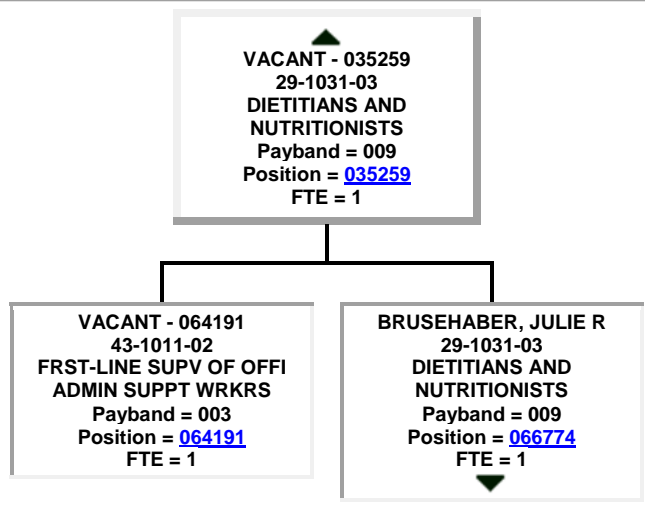 VACANT - 035259
29-1031-03
DIETITIANS AND
NUTRITIONISTS
Payband = 009
Position = 035259
FTE = 1
VACANT - 064191
43-1011-02
FRST-LINE SUPV OF OFFI
ADMIN SUPPT WRKRS
Payband = 003
Position = 064191
FTE = 1
BRUSEHABER, JULIE R
29-1031-03
DIETITIANS AND
NUTRITIONISTS
Payband = 009
Position = 066774
FTE = 1